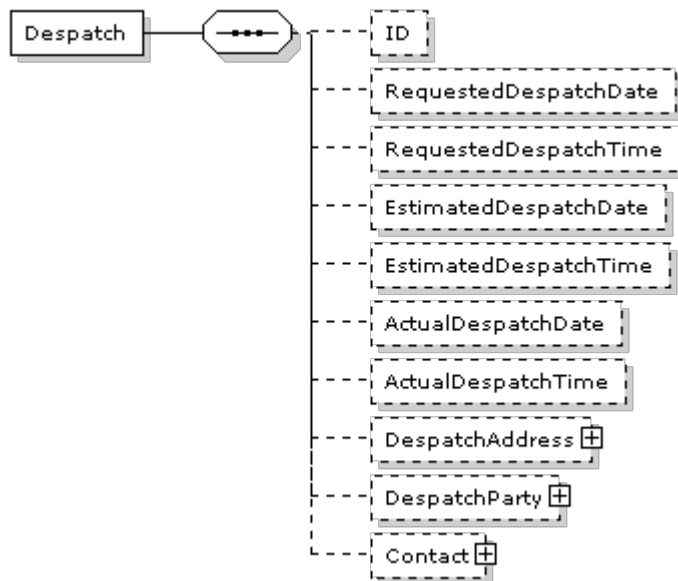 Despatch
ID
RequestedDespatchDate
RequestedDespatchTime
EstimatedDespatchDate
EstimatedDespatchTime
ActualDespatchDate
ActualDespatchTime
DespatchAddress
DespatchParty
Contact